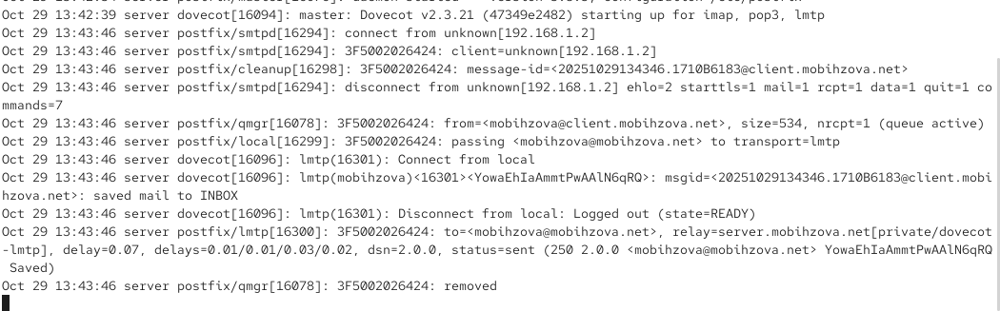 Oct 29 13:42:39 server dovecot[16094]: master: Dovecot v2.3.21 (47349e2482) starting up for imap, pop3, lmtp
Oct 29 13:43:46 server postfix/smtpd[16294]: connect from unknown[192.168.1.2]
Oct 29 13:43:46 server postfix/smtpd[16294]: 3F5002026424: client=unknown[192.168.1.2]
Oct 29 13:43:46 server postfix/cleanup[16298]: 3F5002026424: message-id=<20251029134346.1710B6183@client.mobihzova.net>
Oct 29 13:43:46 server postfix/smtpd[16294]: disconnect from unknown[192.168.1.2] ehlo=2 starttls=1 mail=1 rcpt=1 data=1 quit=1 co
mmands=7
Oct 29 13:43:46 server postfix/qmgr[16078]: 3F5002026424: from=<mobihzova@client.mobihzova.net>, size=534, nrcpt=1 (queue active)
Oct 29 13:43:46 server postfix/local[16299]: 3F5002026424: passing <mobihzova@mobihzova.net> to transport=lmtp
Oct 29 13:43:46 server dovecot[16096]: lmtp(16301): Connect from local
Oct 29 13:43:46 server dovecot[16096]: lmtp(mobihzova)<16301><YowaEhIaAmmtPwAAlN6qRQ>: msgid=<20251029134346.1710B6183@client.mobi
hzova.net>: saved mail to INBOX
Oct 29 13:43:46 server dovecot[16096]: lmtp(16301): Disconnect from local: Logged out (state=READY)
Oct 29 13:43:46 server postfix/lmtp[16300]: 3F5002026424: to=<mobihzova@mobihzova.net>, relay=server.mobihzova.net[private/dovecot
-lmtp], delay=0.07, delays=0.01/0.01/0.03/0.02, dsn=2.0.0, status=sent (250 2.0.0 <mobihzova@mobihzova.net> YowaEhIaAmmtPwAAlN6qRQ
 Saved)
Oct 29 13:43:46 server postfix/qmgr[16078]: 3F5002026424: removed